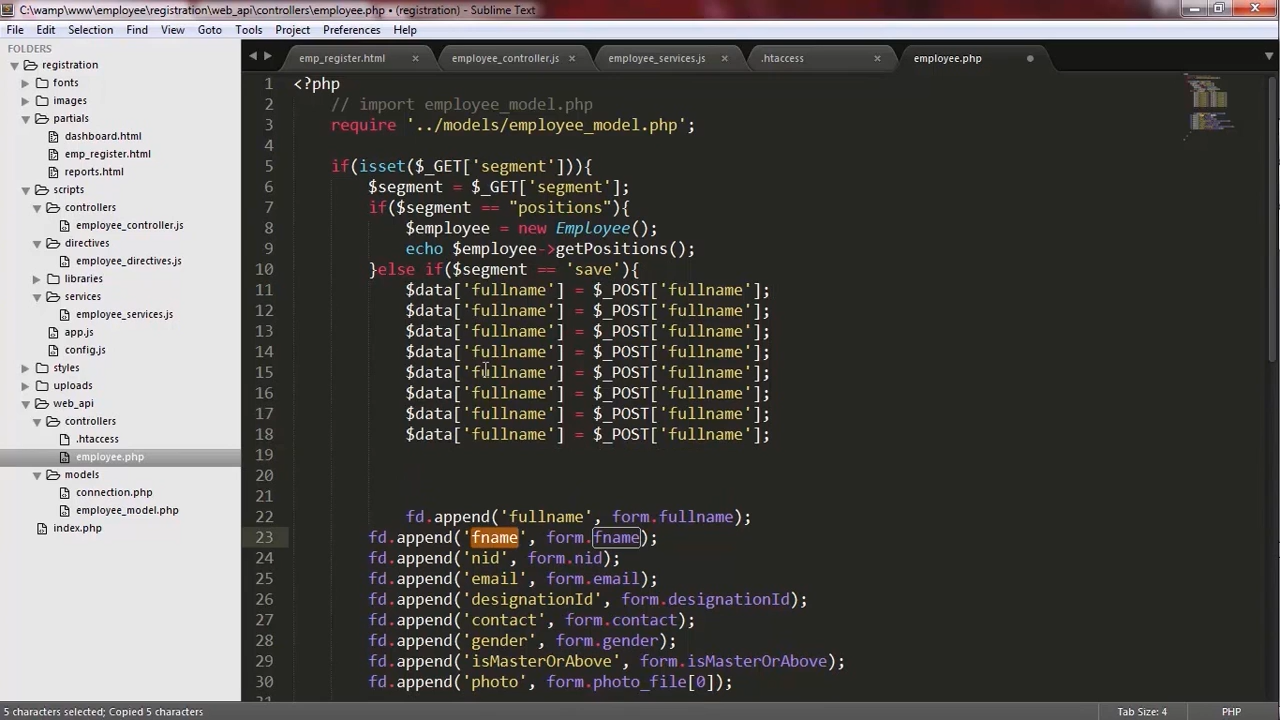 C:\wamp\www\employee\registration\web_api\controllers\employee.php • (registration) - Sublime Text
File Edit Selection Find View Goto Tools Project Preferences Help
FOLDERS
registration
fonts
images
partials
dashboard.html
emp_register.html
reports.html
scripts
controllers
employee_controller.js
directives
employee_directives.js
libraries
services
employee_services.js
app.js
config.js
styles
uploads
web_api
controllers
.htaccess
employee.php
models
connection.php
employee_model.php
index.php
emp_register.html × employee_controller.js × employee_services.js × .htaccess × employee.php
1 <?php
2 // import employee_model.php
3 require '../models/employee_model.php';
4
5 if(isset($_GET['segment'])){
6 $segment = $_GET['segment'];
7 if($segment == "positions"){
8 $employee = new Employee();
9 echo $employee->getPositions();
10 }else if($segment == 'save'){
11 $data['fullname'] = $_POST['fullname'];
12 $data['fullname'] = $_POST['fullname'];
13 $data['fullname'] = $_POST['fullname'];
14 $data['fullname'] = $_POST['fullname'];
15 $data['fullname'] = $_POST['fullname'];
16 $data['fullname'] = $_POST['fullname'];
17 $data['fullname'] = $_POST['fullname'];
18 $data['fullname'] = $_POST['fullname'];
19
20
21
22 fd.append('fullname', form.fullname);
23 fd.append('fname', form.fname);
24 fd.append('nid', form.nid);
25 fd.append('email', form.email);
26 fd.append('designationId', form.designationId);
27 fd.append('contact', form.contact);
28 fd.append('gender', form.gender);
29 fd.append('isMasterOrAbove', form.isMasterOrAbove);
30 fd.append('photo', form.photo_file[0]);
5 characters selected; Copied 5 characters Tab Size: 4 PHP